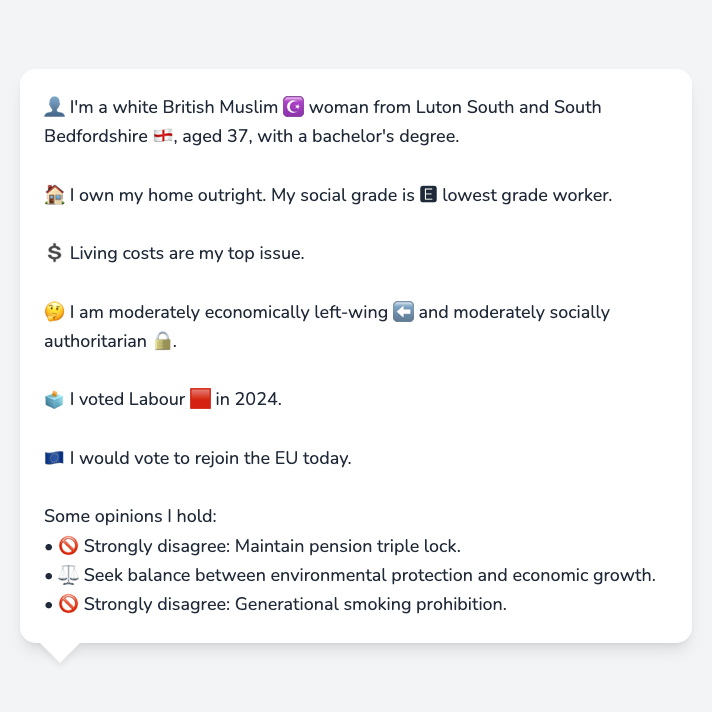 👤 I'm a white British Muslim ☪️ woman from Luton South and South
Bedfordshire 🏴󠁧󠁢󠁥󠁮󠁧󠁿, aged 37, with a bachelor's degree.
🏠 I own my home outright. My social grade is 🅴 lowest grade worker.
💲 Living costs are my top issue.
🤔 I am moderately economically left-wing ⬅️ and moderately socially
authoritarian 🔒.
🗳️ I voted Labour 🟥 in 2024.
🇪🇺 I would vote to rejoin the EU today.
Some opinions I hold:
• 🚫 Strongly disagree: Maintain pension triple lock.
• ⚖️ Seek balance between environmental protection and economic growth.
• 🚫 Strongly disagree: Generational smoking prohibition.